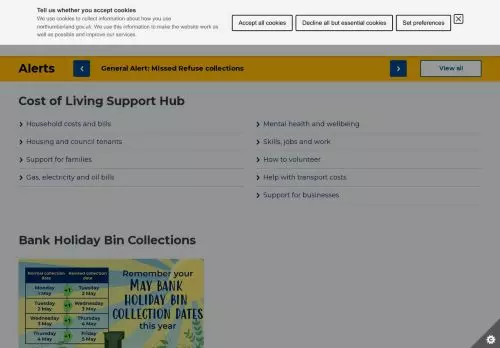 Tell us whether you accept cookies
We use cookies to collect information about how you use
northumberland.gov.uk. We use this information to make the website work as
well as possible and improve our services.
Accept all cookies
Decline all but essential cookies
Set preferences
Alerts
General Alert: Missed Refuse collections
View all
Cost of Living Support Hub
Household costs and bills
Housing and council tenants
Support for families
Gas, electricity and oil bills
Mental health and wellbeing
Skills, jobs and work
How to volunteer
Help with transport costs
Support for businesses
Bank Holiday Bin Collections
Normal collection date
Revised collection date
Monday 1 May
+1
Tuesday 2 May
Tuesday 2 May
+1
Wednesday 3 May
Wednesday 3 May
+1
Thursday 4 May
Thursday 4 May
+1
Friday 5 May
Remember your
MAY BANK
HOLIDAY BIN
COLLECTION DATES
this year